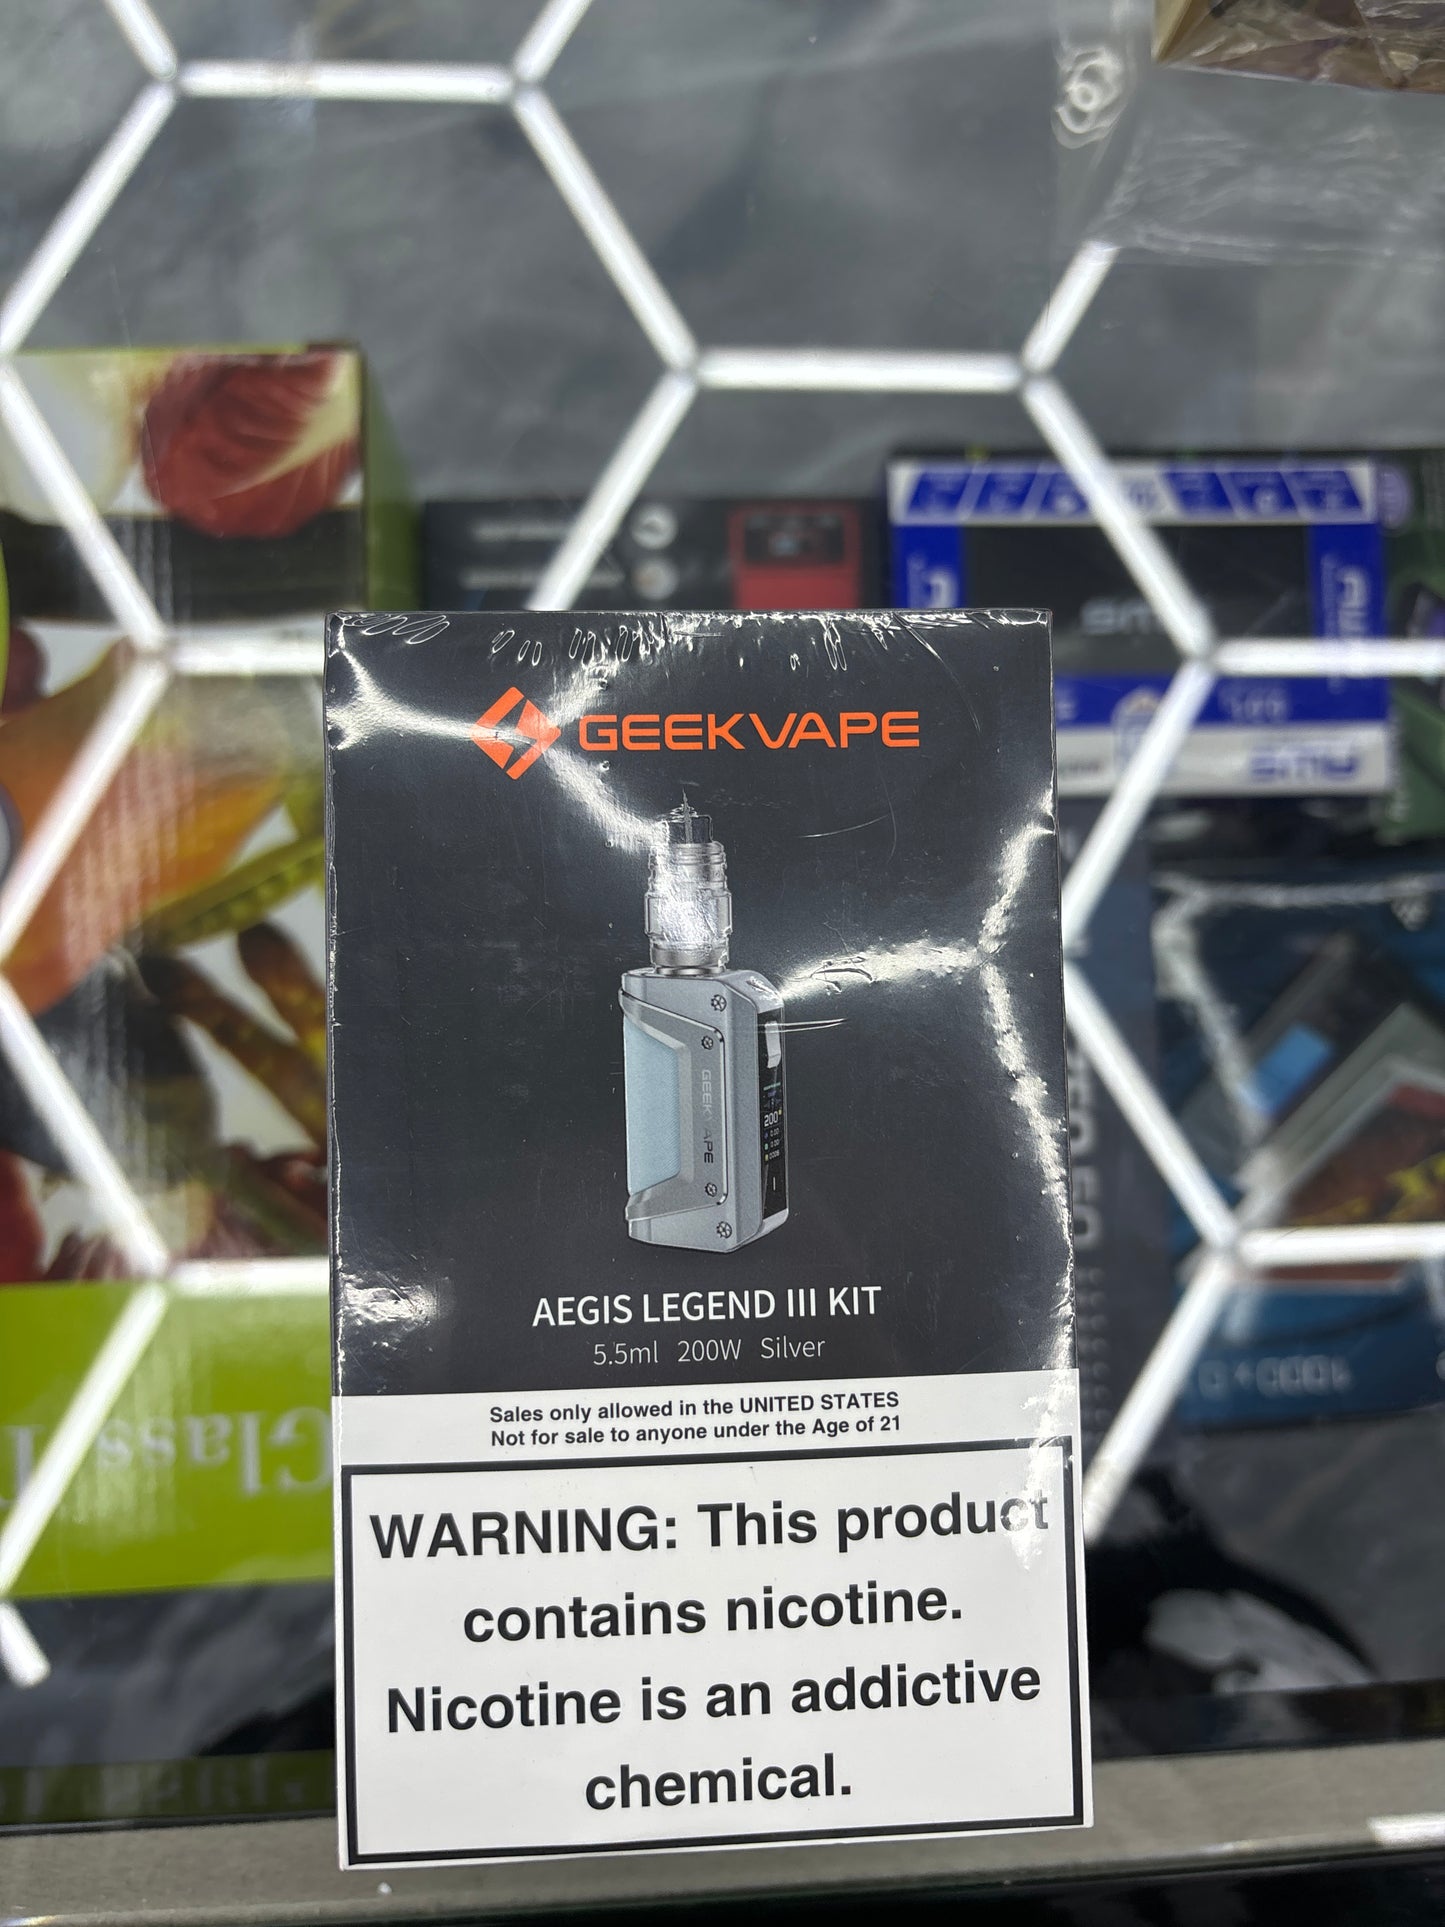 GEEKVAPE
GEEKVAPE
200
AEGIS LEGEND III KIT
5.5ml 200W Silver
Sales only allowed in the UNITED STATES
Not for sale to anyone under the Age of 21
WARNING: This product
contains nicotine.
Nicotine is an addictive
chemical.
Glass